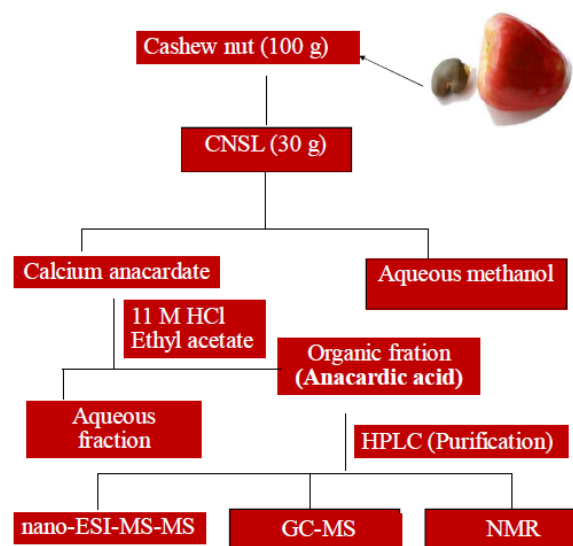 Cashew nut (100 g)
CNSL (30 g)
Calcium anacardate
Aqueous methanol
11 M HCl
Ethyl acetate
Organic fration
(Anacardic acid)
Aqueous
fraction
HPLC (Purification)
nano-ESI-MS-MS
GC-MS
NMR